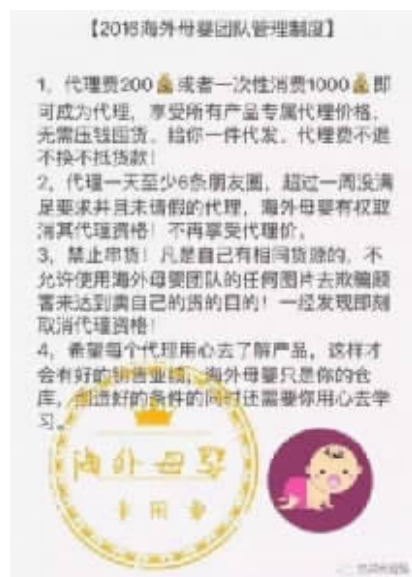 【2016海外母婴团队管理制度】
1，代理费200💰或者一次性消费1000💰即
可成为代理，享受所有产品专属代理价格，
无需压钱囤货，给你一件代发，代理费不退
不换不抵货款！
2，代理一天至少6条朋友圈，超过一周没满
足要求并且未请假的代理，海外母婴有权取
消其代理资格！不再享受代理价。
3，禁止串货！凡是自己有相同货源的，不
允许使用海外母婴团队的任何图片去欺骗顾
客来达到卖自己的货的目的！一经发现即刻
取消代理资格！
4，希望每个代理用心去了解产品，这样才
会有好的销售业绩，海外母婴只是你的仓
库，创造好的条件的同时还需要你用心去学
习。
海外母婴
专用章